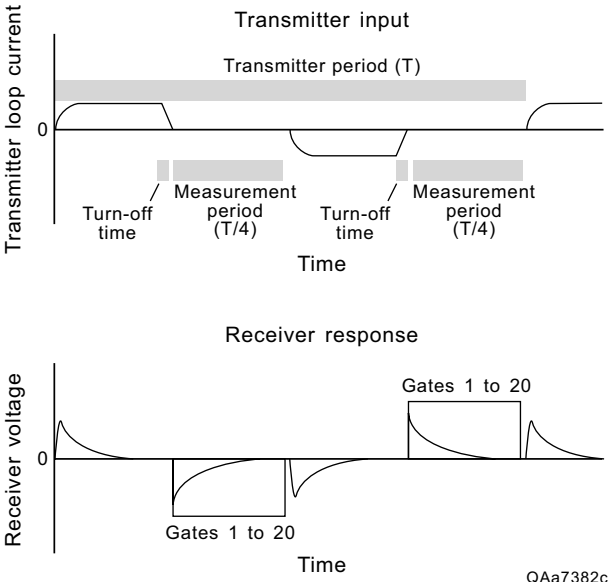 Transmitter input
Transmitter loop current
Transmitter period (T)
0
Turn-off
time
Measurement
period
(T/4)
Turn-off
time
Measurement
period
(T/4)
Time
Receiver response
Receiver voltage
Gates 1 to 20
0
Gates 1 to 20
Time
QAa7382c